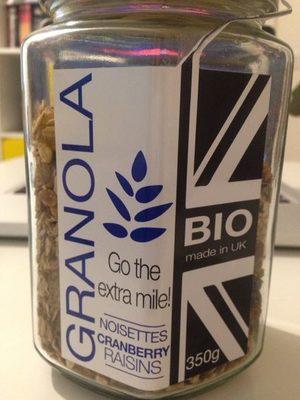 GRANOLA
Go the
extra mile!
NOISETTES
CRANBERRY
RAISINS
BIO
made in UK
350g